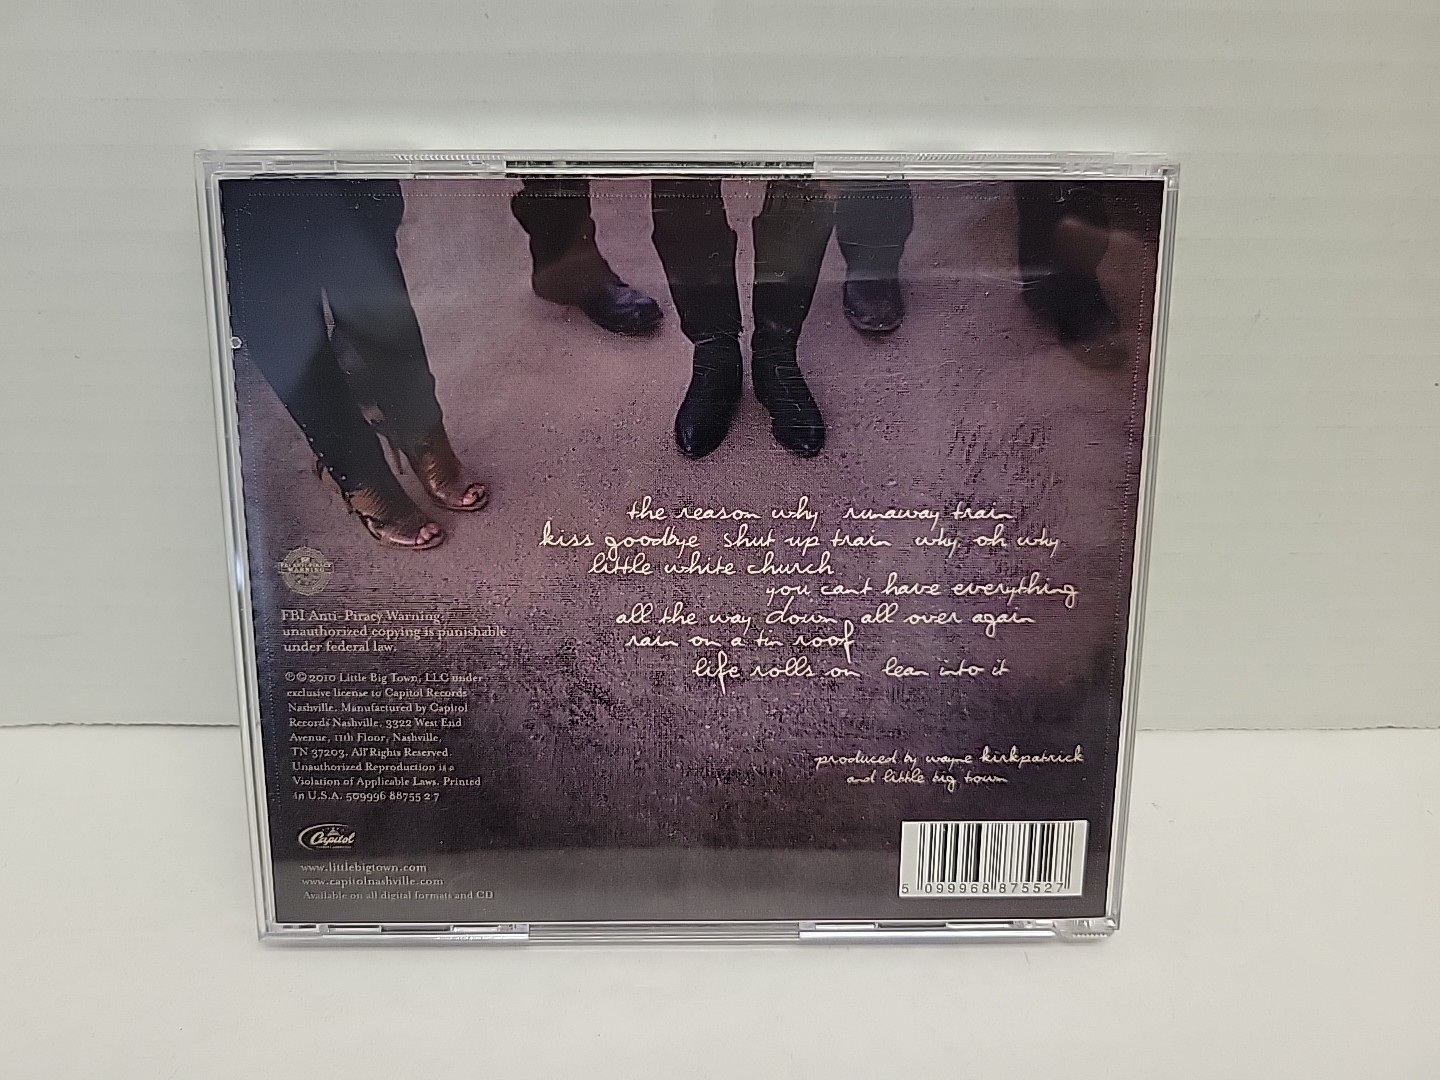 the reason why runaway train
kiss goodbye shut up train why, oh why
little white church
you can't have everything
all the way down all over again
rain on a tin roof
life rolls on lean into it
produced by wayne kirkpatrick
and little big town
FBI ANTI-PIRACY
WARNING
FBI Anti-Piracy Warning:
unauthorized copying is punishable
under federal law.
℗©2010 Little Big Town, LLC under
exclusive license to Capitol Records
Nashville. Manufactured by Capitol
Records Nashville, 3322 West End
Avenue, 11th Floor, Nashville,
TN 37203. All Rights Reserved.
Unauthorized Reproduction is a
Violation of Applicable Laws. Printed
in U.S.A. 509996 88755 2 7
Capitol
www.littlebigtown.com
www.capitolnashville.com
Available on all digital formats and CD
5 099968 875527